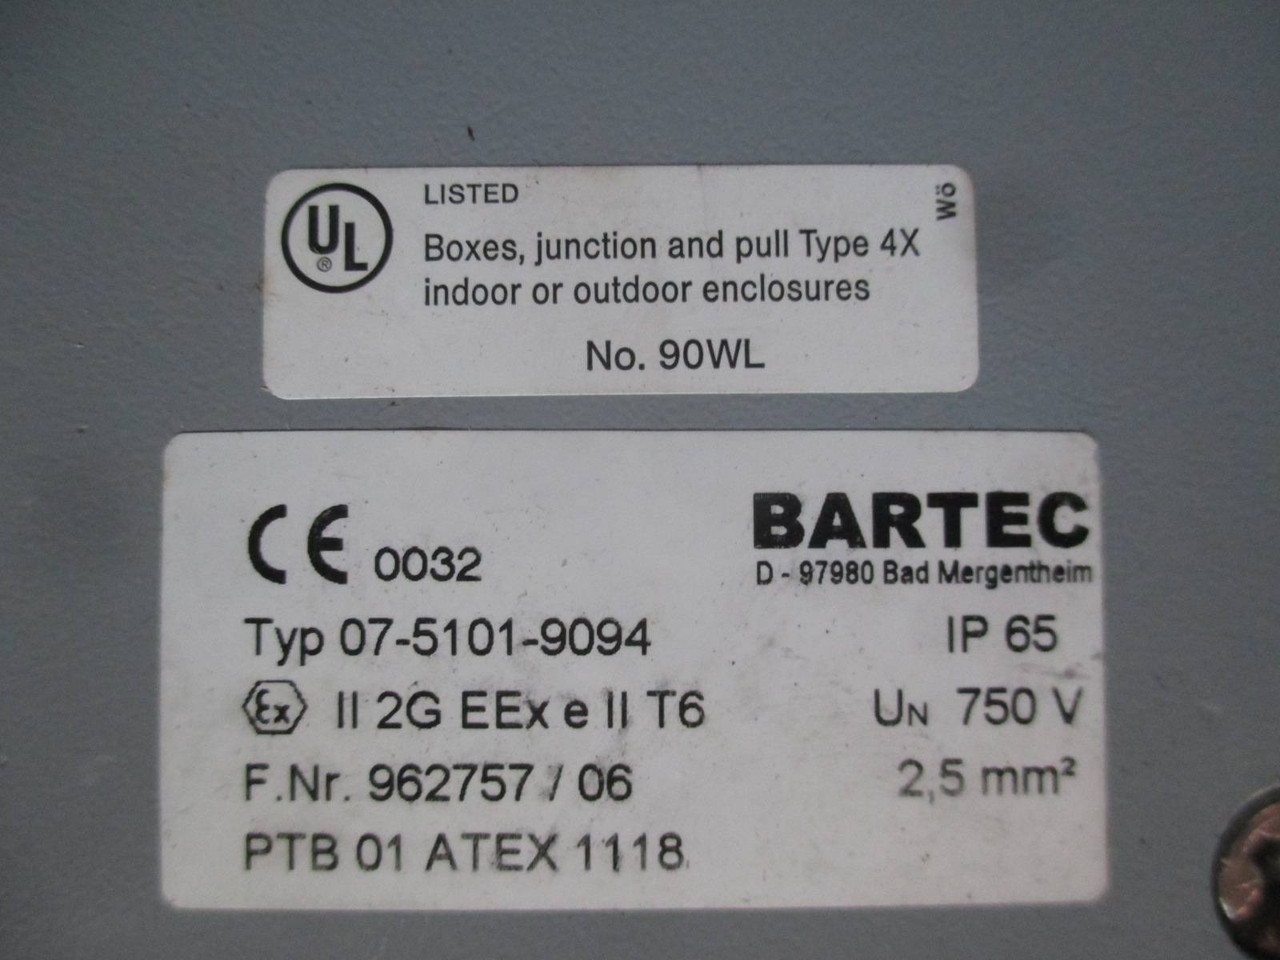 UL ®
LISTED
Wö
Boxes, junction and pull Type 4X
indoor or outdoor enclosures
No. 90WL
CE 0032
BARTEC
D - 97980 Bad Mergentheim
Typ 07-5101-9094
IP 65
Ex II 2G EEx e II T6
UN 750 V
F.Nr. 962757 / 06
2,5 mm²
PTB 01 ATEX 1118